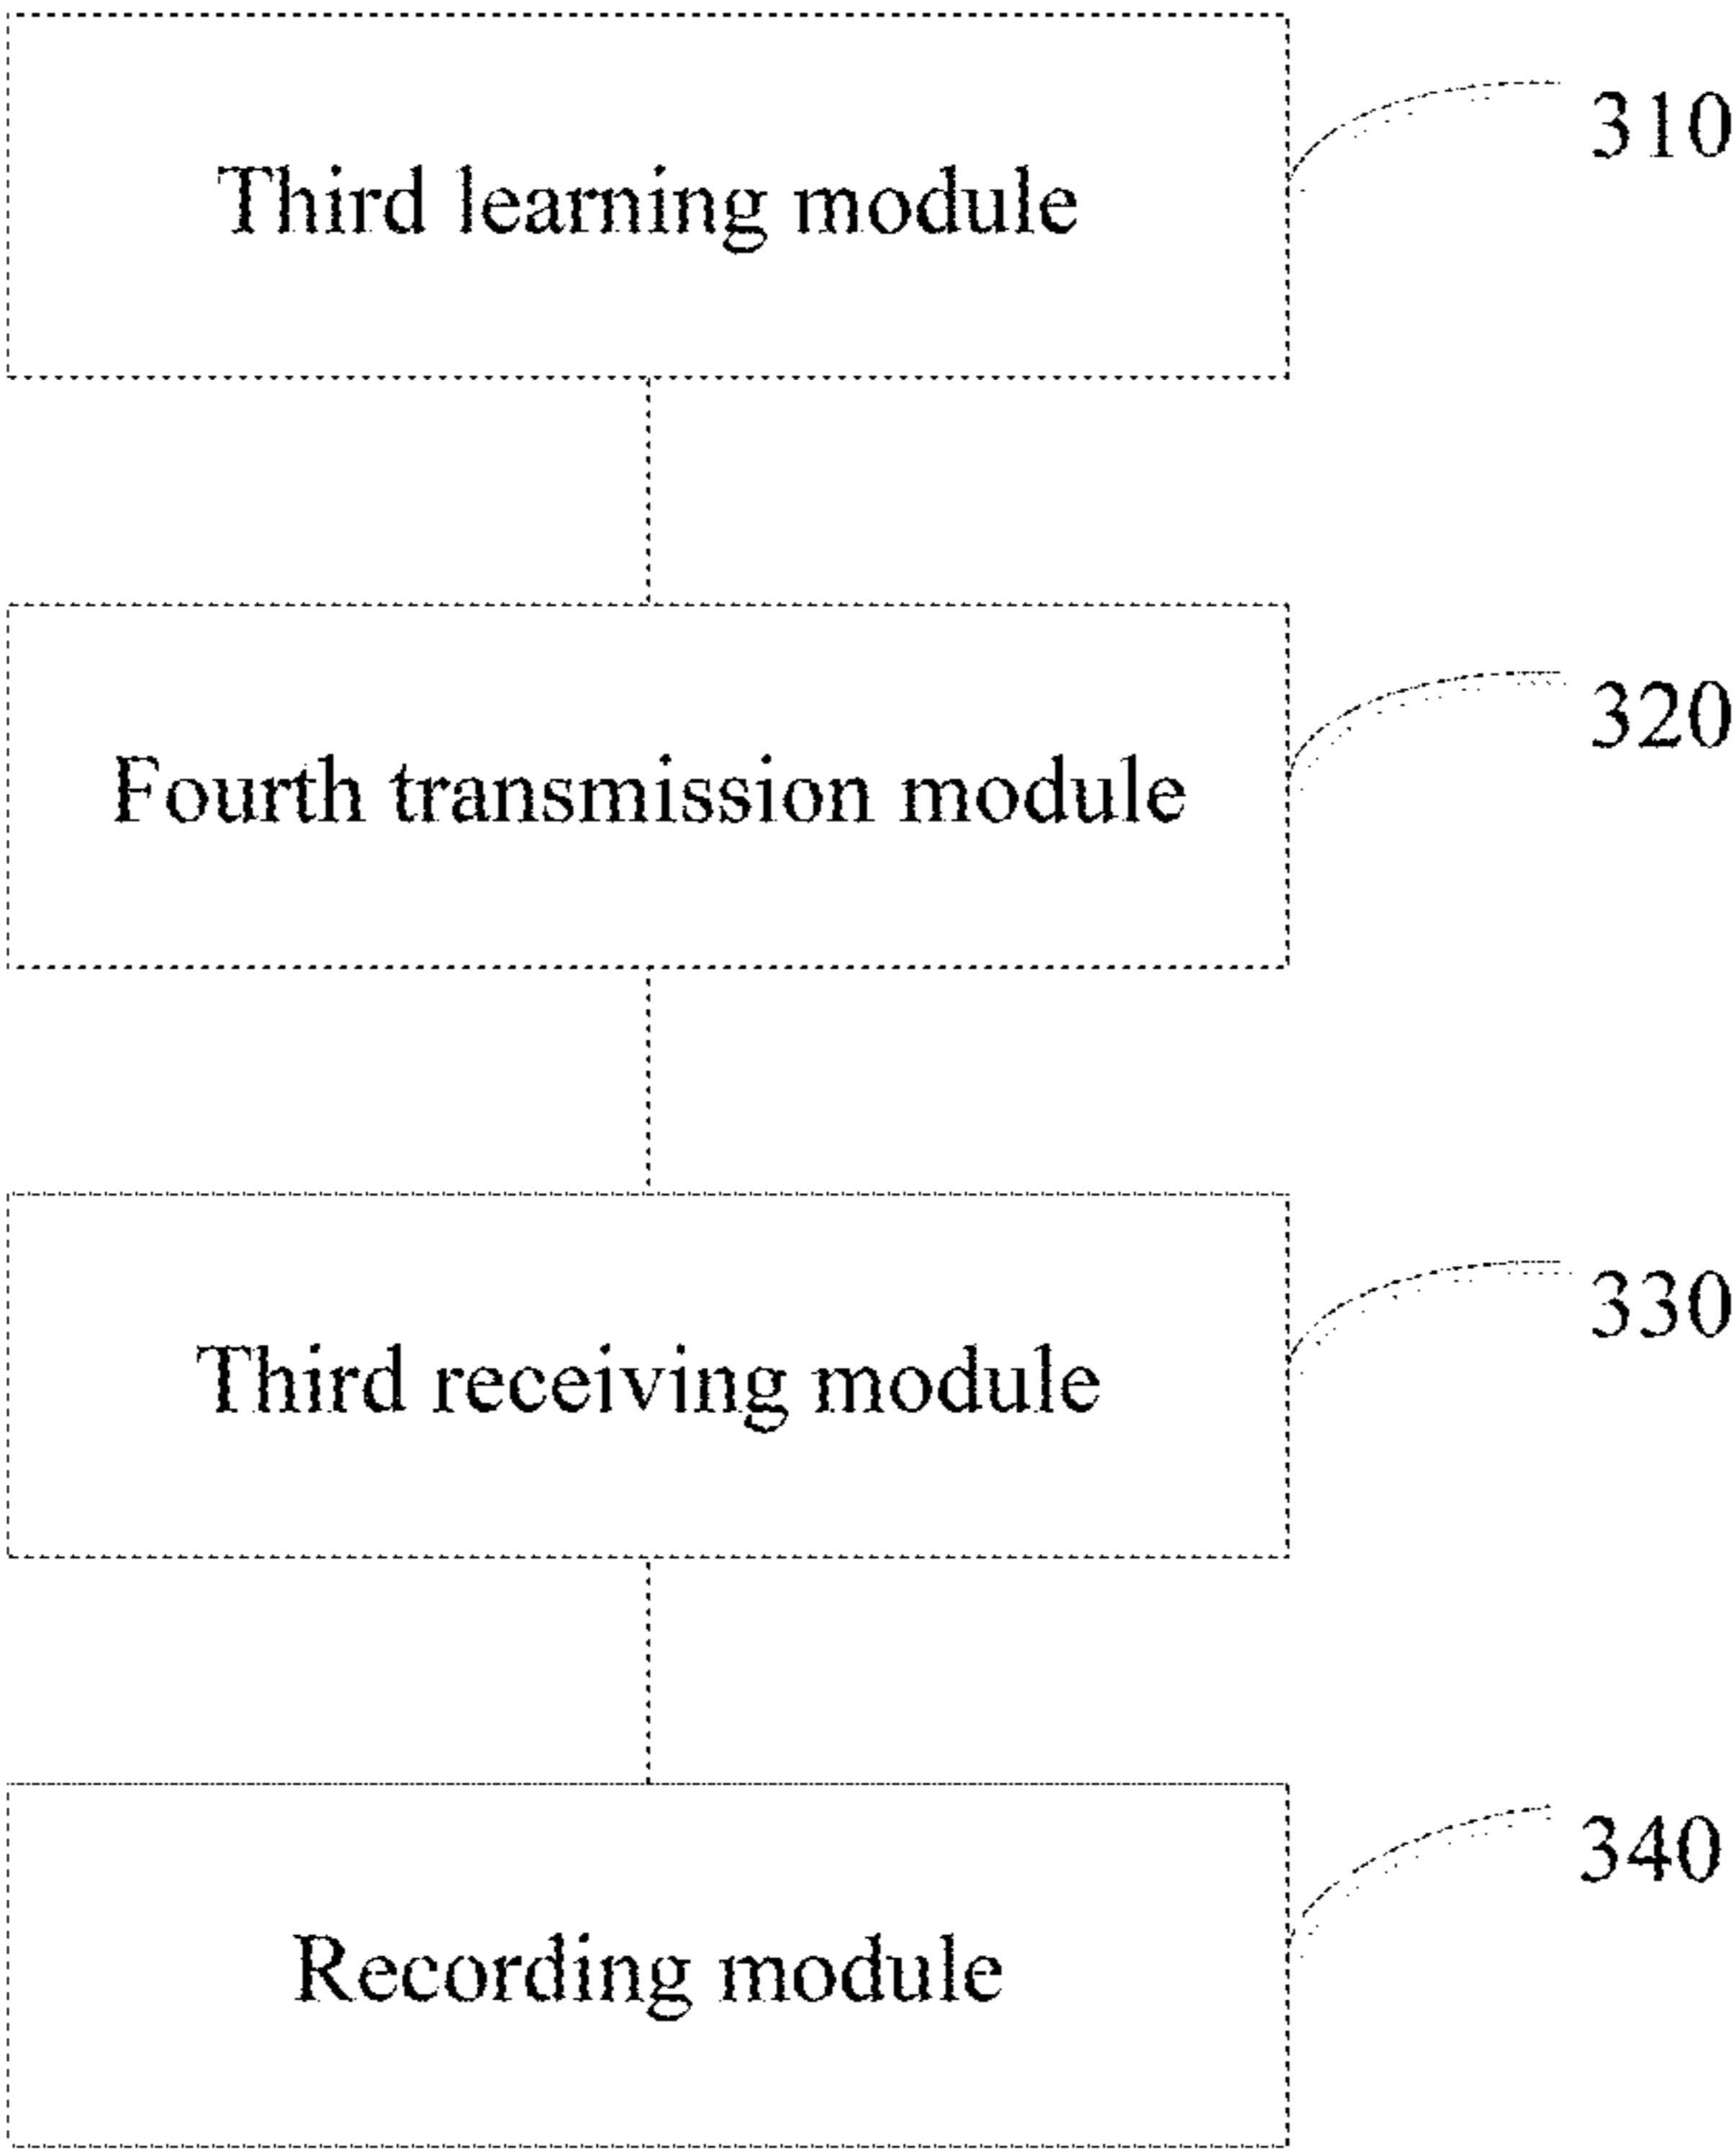 310
Third learning module
320
Fourth transmission module
330
Third receiving module
340
Recording module